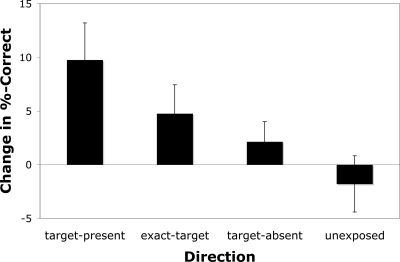 15
10
5
0
-5
Change in %-Correct
target-present exact-target target-absent unexposed
Direction